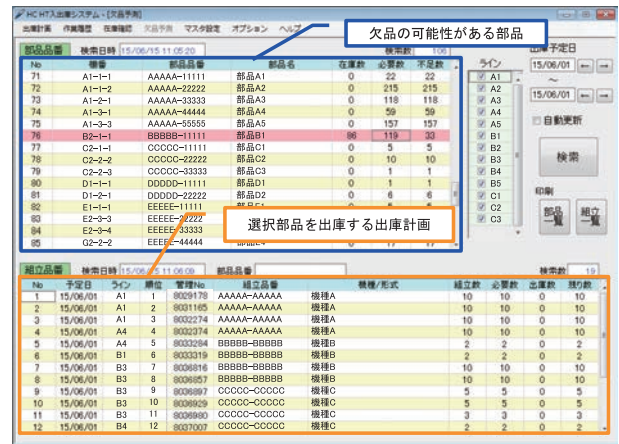 HC HT入出庫システム - [欠品予測]
出庫計画 作業履歴 在庫確認 欠品予測 マスタ設定 オプション ヘルプ
欠品の可能性がある部品
部品品番 検索日時 15/06/15 11:05:20 検索数 106
出庫予定日
15/06/01 ← →
～
15/06/01 ← →
自動更新
検索
印刷
部品一覧 組立一覧
ライン
A1
A2
A3
A4
A5
B1
B2
B3
B4
B5
C1
C2
C3
No 棚番 部品品番 部品名 在庫数 必要数 不足数
71 A1-1-1 AAAAA-11111 部品A1 0 22 22
72 A1-1-2 AAAAA-22222 部品A2 0 215 215
73 A1-2-1 AAAAA-33333 部品A3 0 118 118
74 A1-3-1 AAAAA-44444 部品A4 0 59 59
75 A1-3-3 AAAAA-55555 部品A5 0 157 157
76 B2-1-1 BBBBB-11111 部品B1 86 119 33
77 C2-1-1 CCCCC-11111 部品C1 0 5 5
78 C2-2-2 CCCCC-22222 部品C2 0 10 10
79 C2-2-2 CCCCC-33333 部品C3 0 1 1
80 D1-1-1 DDDDD-11111 部品D1 0 1 1
81 D1-1-2 DDDDD-22222 部品D2 0 6 6
82 E1-1-1 EEEEE-11111
83 E2-3-3 EEEEE-22222
84 E2-3-4 EEEEE-33333
85 G2-2-2 EEEEE-44444 0 17 17
選択部品を出庫する出庫計画
組立品番 検索日時 15/06/15 11:06:09 部品品番 検索数 19
No 予定日 ライン 順位 管理No 組立品番 機種/形式 組立数 必要数 出庫数 残り数
1 15/06/01 A1 1 8029178 AAAAA-AAAAA 機種A 10 10 0 10
2 15/06/01 A1 2 8031165 AAAAA-AAAAA 機種A 10 10 0 10
3 15/06/01 A1 3 8032274 AAAAA-AAAAA 機種A 10 10 0 10
4 15/06/01 A4 4 8032374 AAAAA-AAAAA 機種A 10 10 0 10
5 15/06/01 A4 5 8033284 BBBBB-BBBBB 機種B 2 2 0 2
6 15/06/01 B1 6 8033319 BBBBB-BBBBB 機種B 2 2 0 2
7 15/06/01 B3 7 8036816 BBBBB-BBBBB 機種B 10 10 0 10
8 15/06/01 B3 8 8036857 BBBBB-BBBBB 機種B 10 10 0 10
9 15/06/01 B3 9 8036897 CCCCC-CCCCC 機種C 5 5 0 5
10 15/06/01 B3 10 8036929 CCCCC-CCCCC 機種C 5 5 0 5
11 15/06/01 B3 11 8036980 CCCCC-CCCCC 機種C 3 3 0 3
12 15/06/01 B4 12 8037007 CCCCC-CCCCC 機種C 2 2 0 2